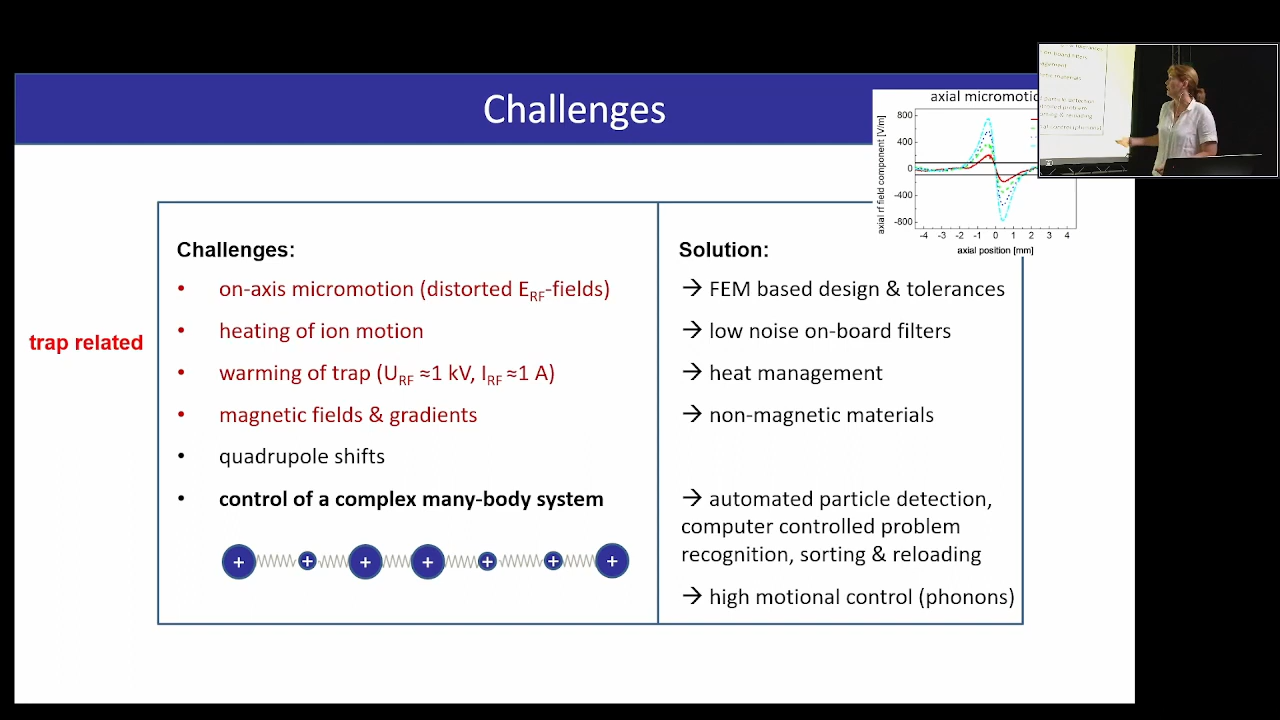 Challenges
axial micromotio
axial rf field component [V/m]
800
400
0
-400
-800
-4 -3 -2 -1 0 1 2 3 4
axial position [mm]
Challenges:
• on-axis micromotion (distorted E_RF-fields)
• heating of ion motion
• warming of trap (U_RF ≈1 kV, I_RF ≈1 A)
• magnetic fields & gradients
• quadrupole shifts
• control of a complex many-body system
+ + + + + + +
trap related
Solution:
→ FEM based design & tolerances
→ low noise on-board filters
→ heat management
→ non-magnetic materials
→ automated particle detection,
computer controlled problem
recognition, sorting & reloading
→ high motional control (phonons)